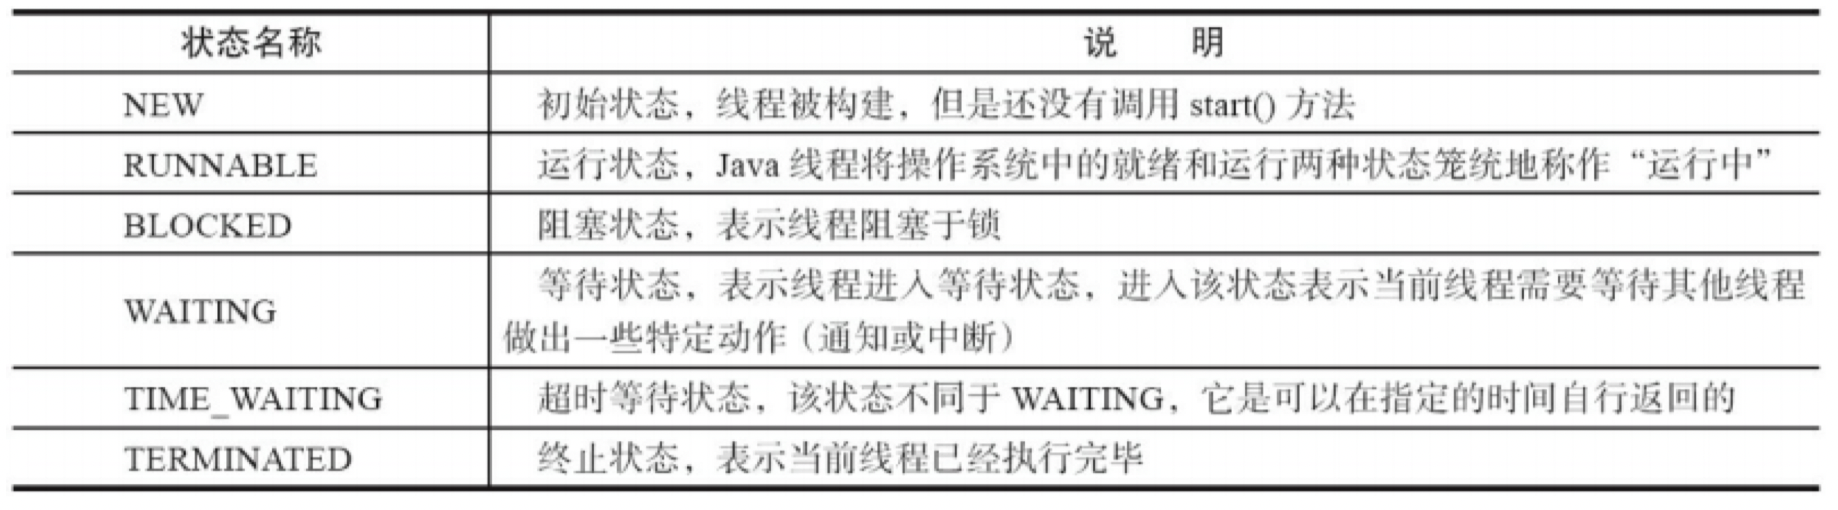 状态名称 说 明
NEW 初始状态，线程被构建，但是还没有调用 start() 方法
RUNNABLE 运行状态，Java 线程将操作系统中的就绪和运行两种状态笼统地称作“运行中”
BLOCKED 阻塞状态，表示线程阻塞于锁
WAITING 等待状态，表示线程进入等待状态，进入该状态表示当前线程需要等待其他线程
做出一些特定动作（通知或中断）
TIME_WAITING 超时等待状态，该状态不同于 WAITING，它是可以在指定的时间自行返回的
TERMINATED 终止状态，表示当前线程已经执行完毕